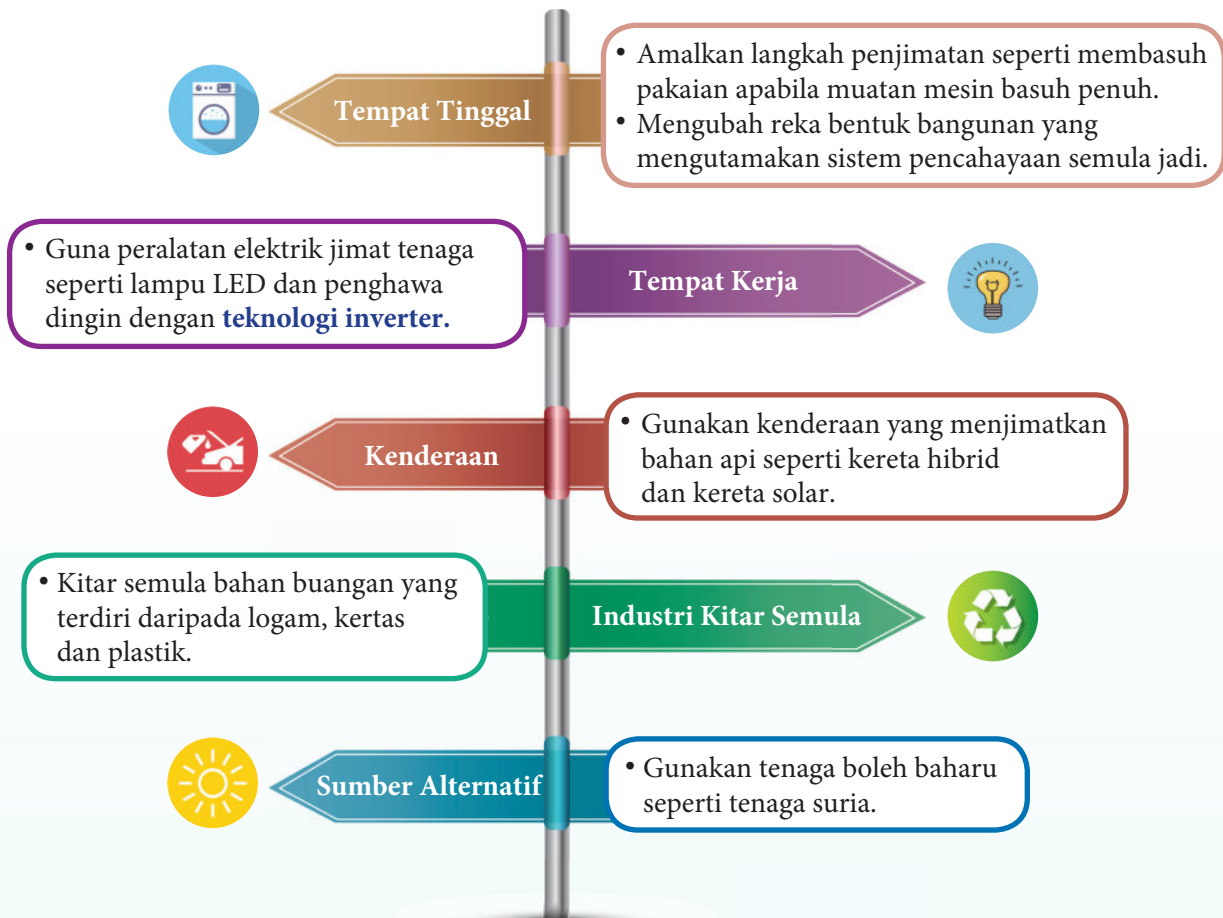 Tempat Tinggal
• Amalkan langkah penjimatan seperti membasuh
pakaian apabila muatan mesin basuh penuh.
• Mengubah reka bentuk bangunan yang
mengutamakan sistem pencahayaan semula jadi.
• Guna peralatan elektrik jimat tenaga
seperti lampu LED dan penghawa
dingin dengan teknologi inverter.
Tempat Kerja
Kenderaan
• Gunakan kenderaan yang menjimatkan
bahan api seperti kereta hibrid
dan kereta solar.
• Kitar semula bahan buangan yang
terdiri daripada logam, kertas
dan plastik.
Industri Kitar Semula
Sumber Alternatif
• Gunakan tenaga boleh baharu
seperti tenaga suria.